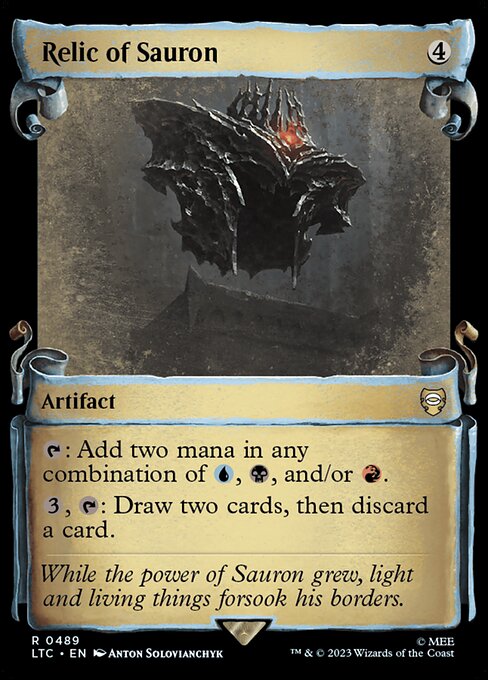 Relic of Sauron 4
Artifact
: Add two mana in any
combination of , , and/or .
3, : Draw two cards, then discard
a card.
While the power of Sauron grew, light
and living things forsook his borders.
R 0489
LTC • EN Anton Solovianchyk
© MEE
™ & © 2023 Wizards of the Coast